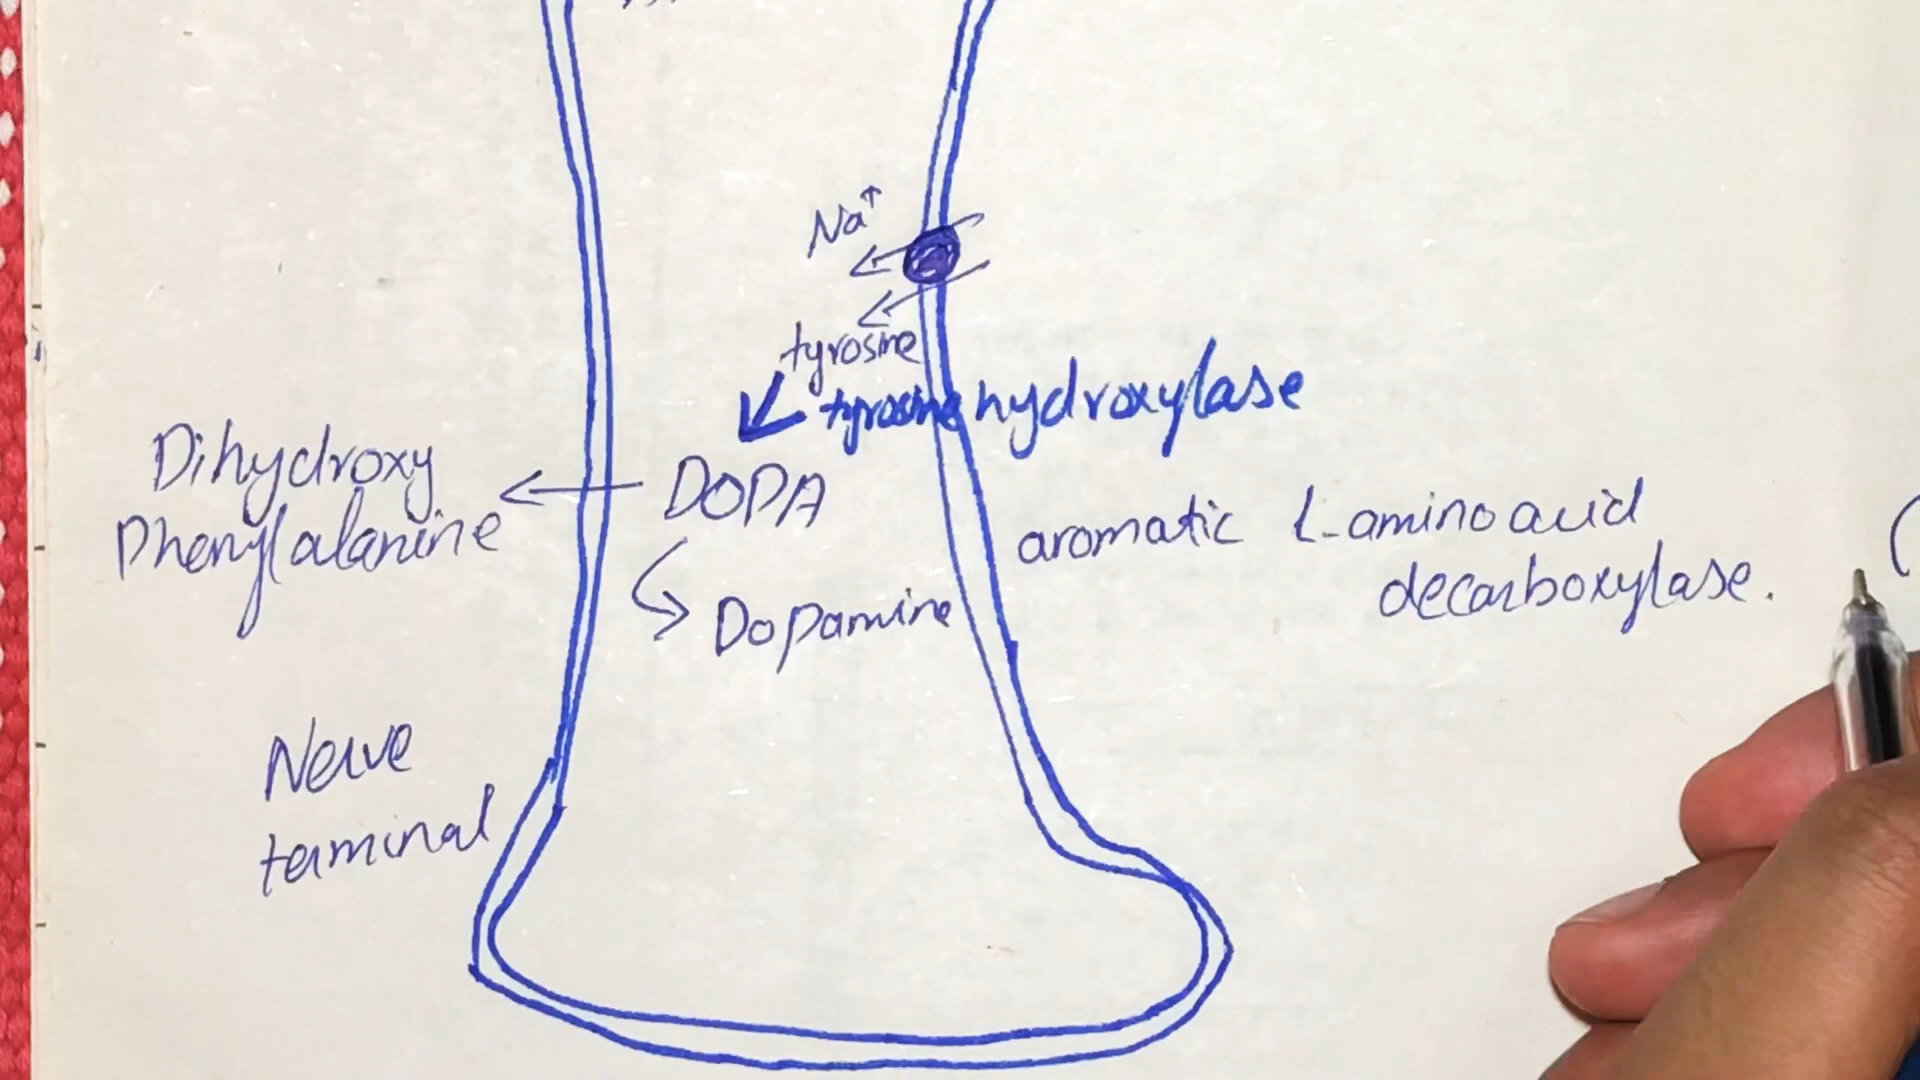 Na⁺
tyrosine
tyrosine hydroxylase
DOPA
Dihydroxy
Phenylalanine
aromatic L-amino acid
decarboxylase.
Dopamine
Nerve
terminal